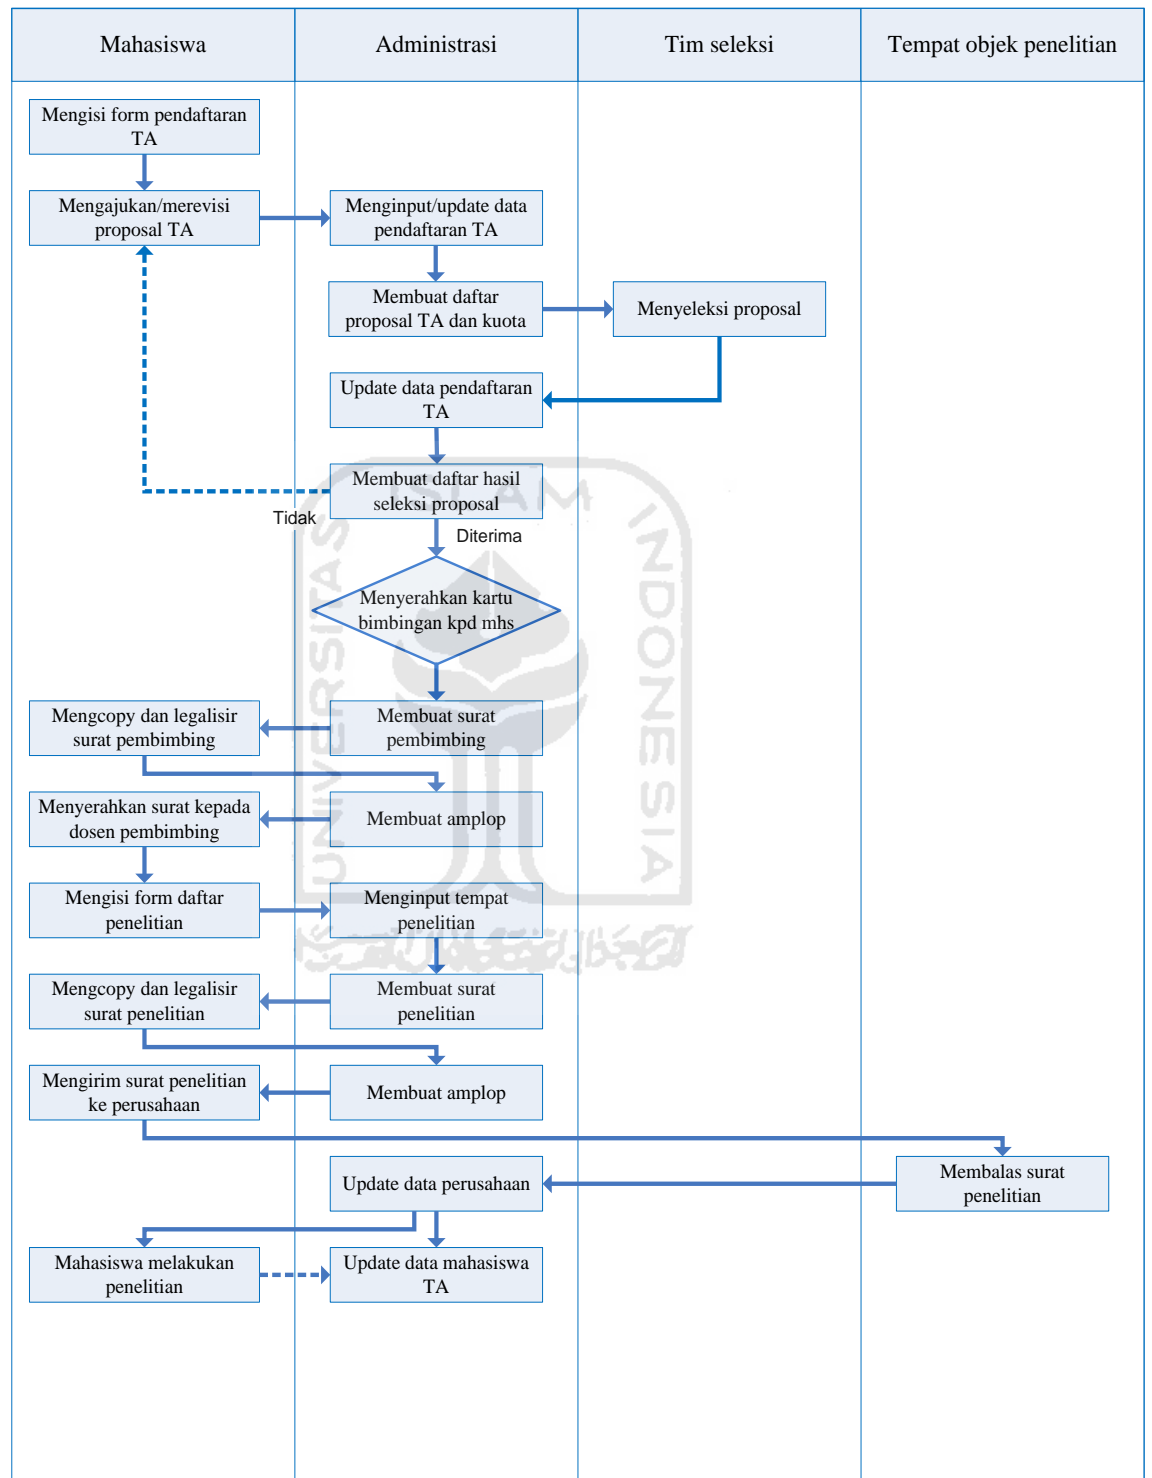 Mahasiswa
Administrasi
Tim seleksi
Tempat objek penelitian
Mengisi form pendaftaran
TA
Mengajukan/merevisi
proposal TA
Menginput/update data
pendaftaran TA
Membuat daftar
proposal TA dan kuota
Menyeleksi proposal
Update data pendaftaran
TA
Membuat daftar hasil
seleksi proposal
Tidak
Diterima
Menyerahkan kartu
bimbingan kpd mhs
Mengcopy dan legalisir
surat pembimbing
Membuat surat
pembimbing
Menyerahkan surat kepada
dosen pembimbing
Membuat amplop
Mengisi form daftar
penelitian
Menginput tempat
penelitian
Mengcopy dan legalisir
surat penelitian
Membuat surat
penelitian
Mengirim surat penelitian
ke perusahaan
Membuat amplop
Update data perusahaan
Membalas surat
penelitian
Mahasiswa melakukan
penelitian
Update data mahasiswa
TA
UNIVERSITAS
ISLAM
INDONESIA